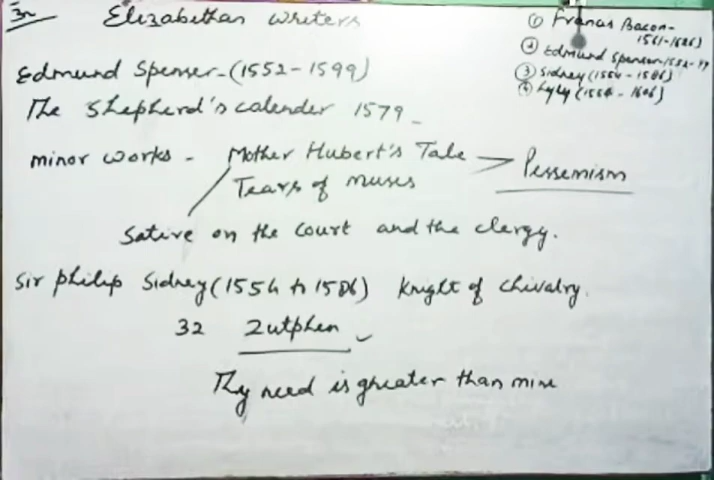 Elizabethan writers
① Francis Bacon-
1561-1626)
② Edmund Spenser-1552-99
③ Sidney (1554 - 1586)
④ Lyly (1554 - 1606)
Edmund Spenser - (1552 - 1599)
The Shepherd's calender 1579 -
minor works - Mother Hubert's Tale
Tears of muses
Pessemism
Satire on the court and the clergy.
Sir philip Sidney (1554 to 1586) Knight of chivalry.
32 Zutphen
Thy need is greater than mine